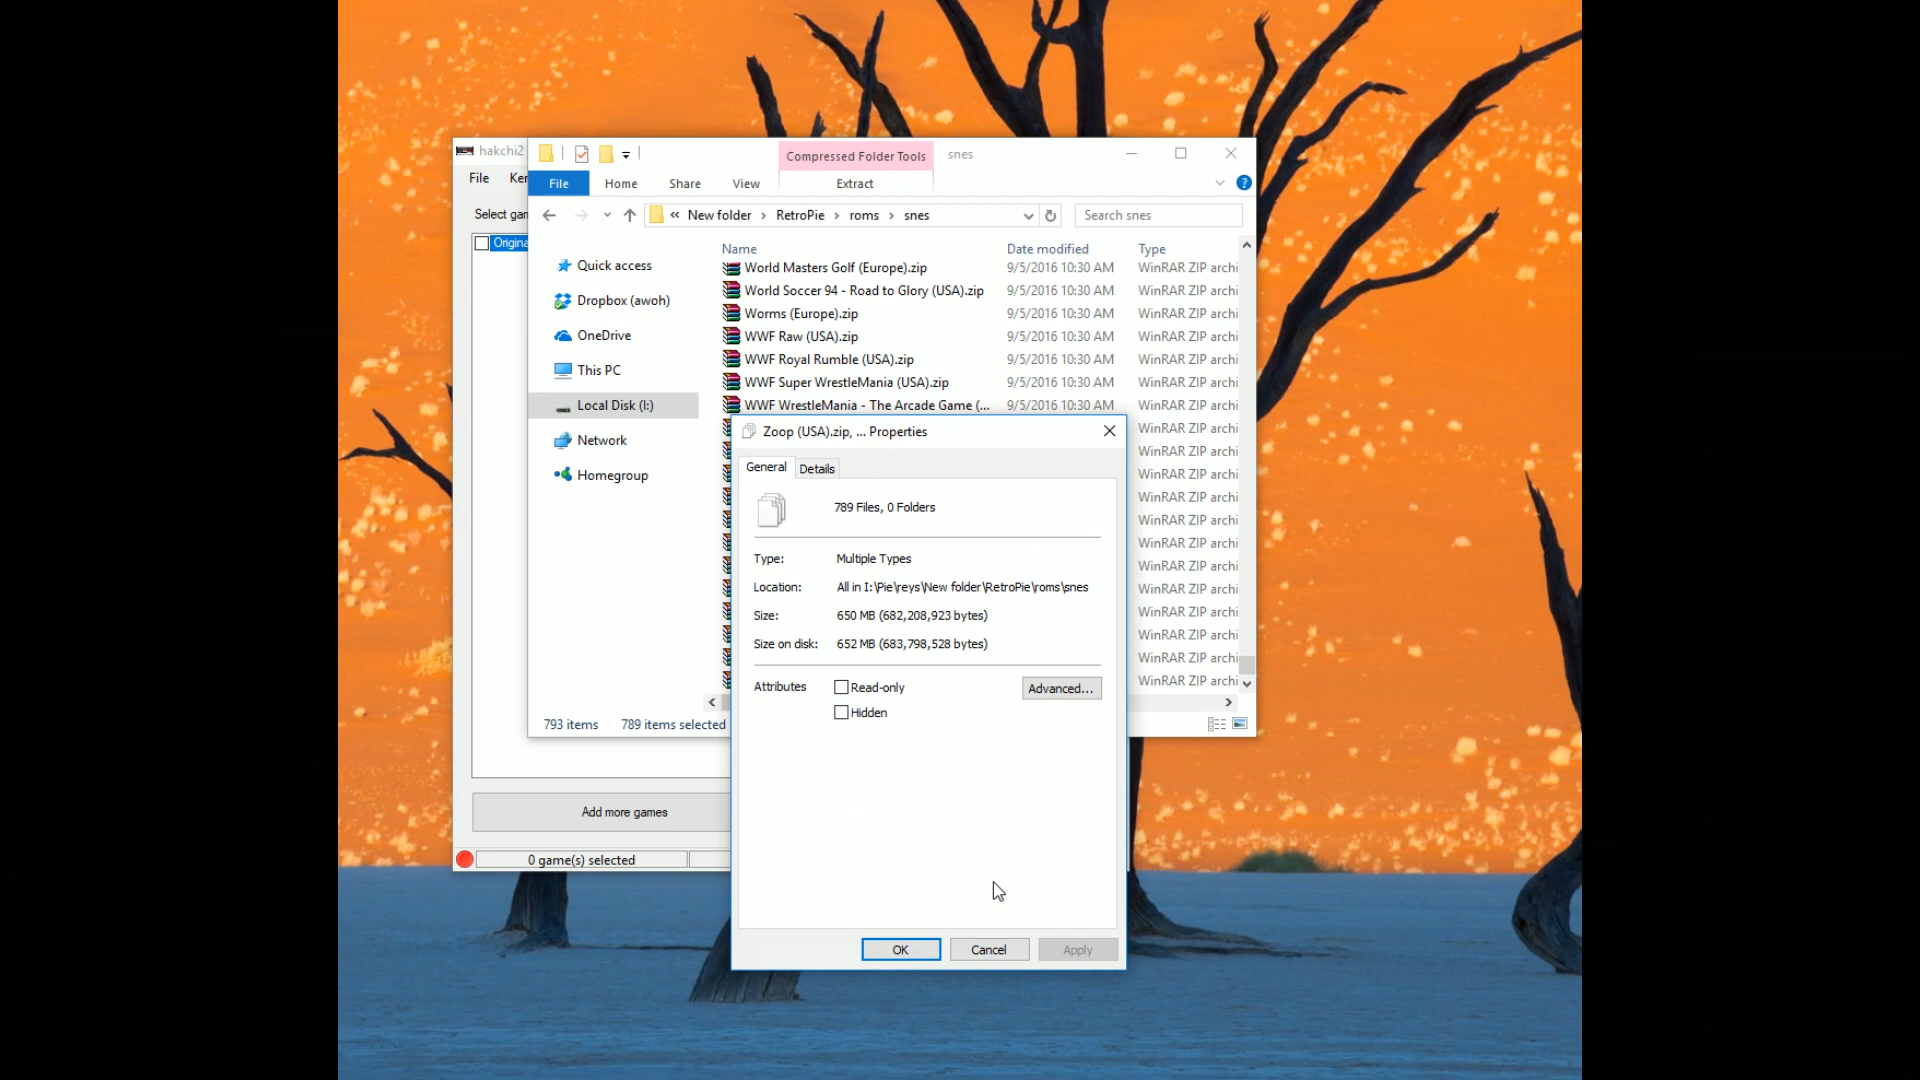 hakchi2
Compressed Folder Tools
snes
File
Ker
File
Home
Share
View
Extract
Select gam
« New folder › RetroPie › roms › snes
Search snes
Origina
Name
Date modified
Type
Quick access
Dropbox (awoh)
OneDrive
This PC
Local Disk (I:)
Network
Homegroup
World Masters Golf (Europe).zip 9/5/2016 10:30 AM WinRAR ZIP archi
World Soccer 94 - Road to Glory (USA).zip 9/5/2016 10:30 AM WinRAR ZIP archi
Worms (Europe).zip 9/5/2016 10:30 AM WinRAR ZIP archi
WWF Raw (USA).zip 9/5/2016 10:30 AM WinRAR ZIP archi
WWF Royal Rumble (USA).zip 9/5/2016 10:30 AM WinRAR ZIP archi
WWF Super WrestleMania (USA).zip 9/5/2016 10:30 AM WinRAR ZIP archi
WWF WrestleMania - The Arcade Game (... 9/5/2016 10:30 AM WinRAR ZIP archi
WinRAR ZIP archi
WinRAR ZIP archi
WinRAR ZIP archi
WinRAR ZIP archi
WinRAR ZIP archi
WinRAR ZIP archi
WinRAR ZIP archi
WinRAR ZIP archi
WinRAR ZIP archi
WinRAR ZIP archi
WinRAR ZIP archi
WinRAR ZIP archi
Zoop (USA).zip, ... Properties
General
Details
789 Files, 0 Folders
Type: Multiple Types
Location: All in I:\Pie\reys\New folder\RetroPie\roms\snes
Size: 650 MB (682,208,923 bytes)
Size on disk: 652 MB (683,798,528 bytes)
Attributes
Read-only
Advanced...
Hidden
OK
Cancel
Apply
793 items
789 items selected
Add more games
0 game(s) selected